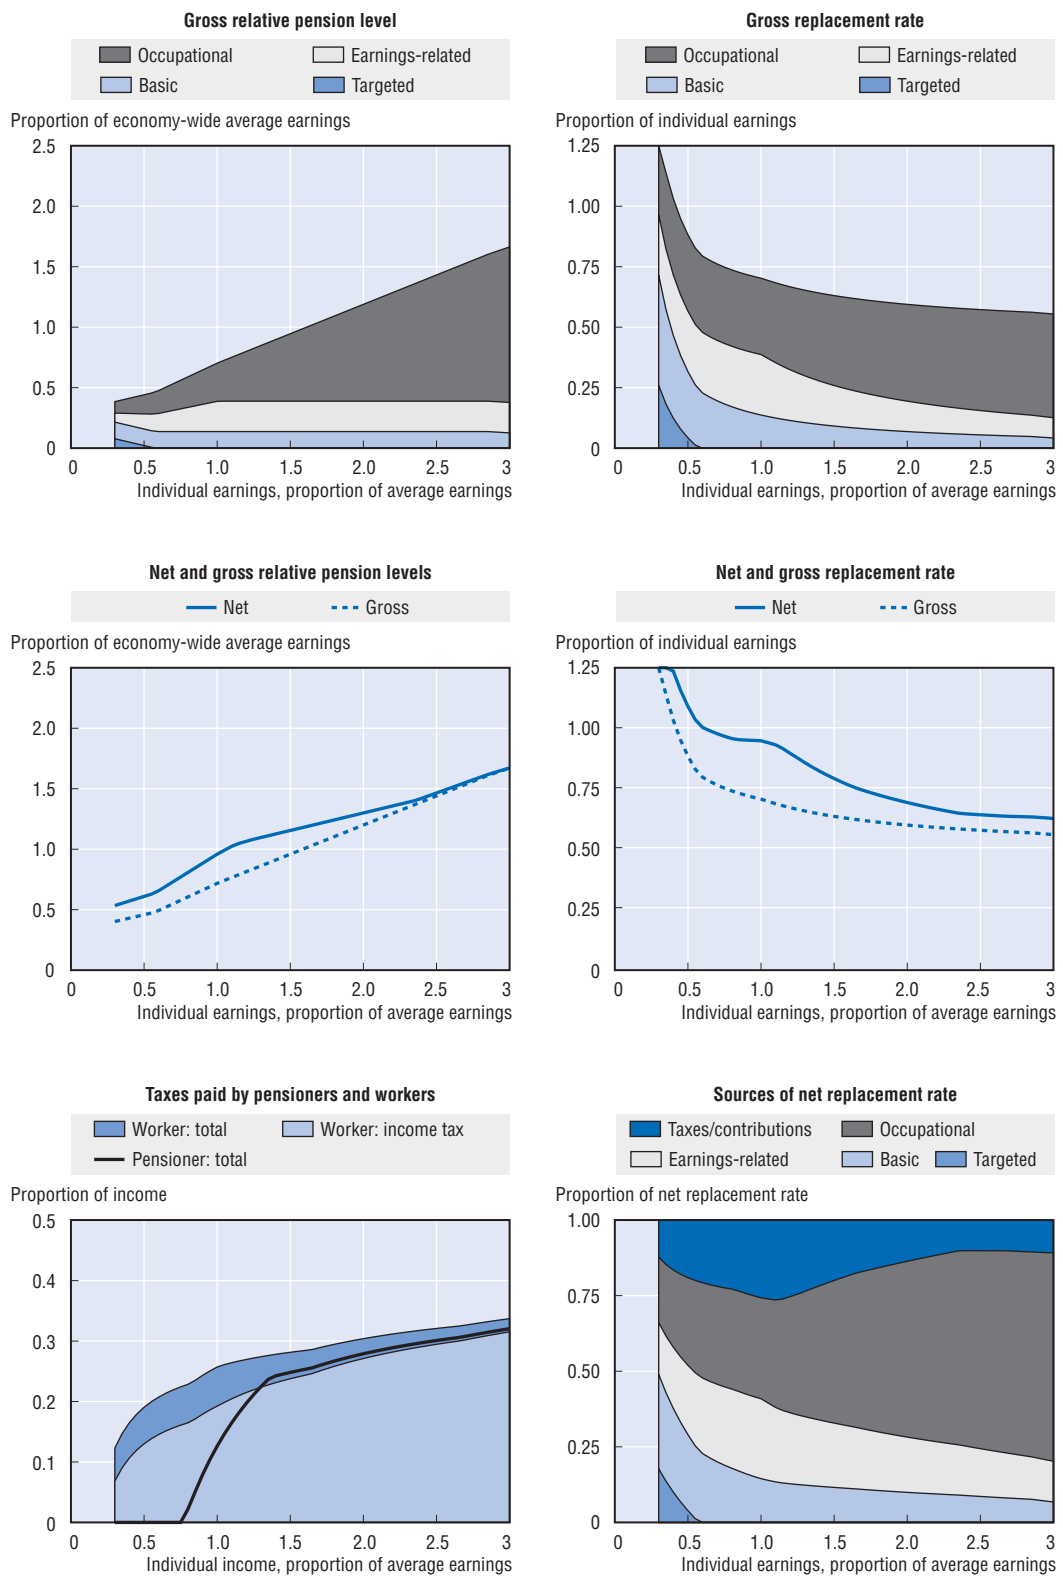 Gross relative pension level
Occupational Earnings-related
Basic Targeted
Proportion of economy-wide average earnings
2.5
2.0
1.5
1.0
0.5
0
0 0.5 1.0 1.5 2.0 2.5 3
Individual earnings, proportion of average earnings
Gross replacement rate
Occupational Earnings-related
Basic Targeted
Proportion of individual earnings
1.25
1.00
0.75
0.50
0.25
0
0 0.5 1.0 1.5 2.0 2.5 3
Individual earnings, proportion of average earnings
Net and gross relative pension levels
Net Gross
Proportion of economy-wide average earnings
2.5
2.0
1.5
1.0
0.5
0
0 0.5 1.0 1.5 2.0 2.5 3
Individual earnings, proportion of average earnings
Net and gross replacement rate
Net Gross
Proportion of individual earnings
1.25
1.00
0.75
0.50
0.25
0
0 0.5 1.0 1.5 2.0 2.5 3
Individual earnings, proportion of average earnings
Taxes paid by pensioners and workers
Worker: total Worker: income tax
Pensioner: total
Proportion of income
0.5
0.4
0.3
0.2
0.1
0
0 0.5 1.0 1.5 2.0 2.5 3
Individual income, proportion of average earnings
Sources of net replacement rate
Taxes/contributions Occupational
Earnings-related Basic Targeted
Proportion of net replacement rate
1.00
0.75
0.50
0.25
0
0 0.5 1.0 1.5 2.0 2.5 3
Individual earnings, proportion of average earnings